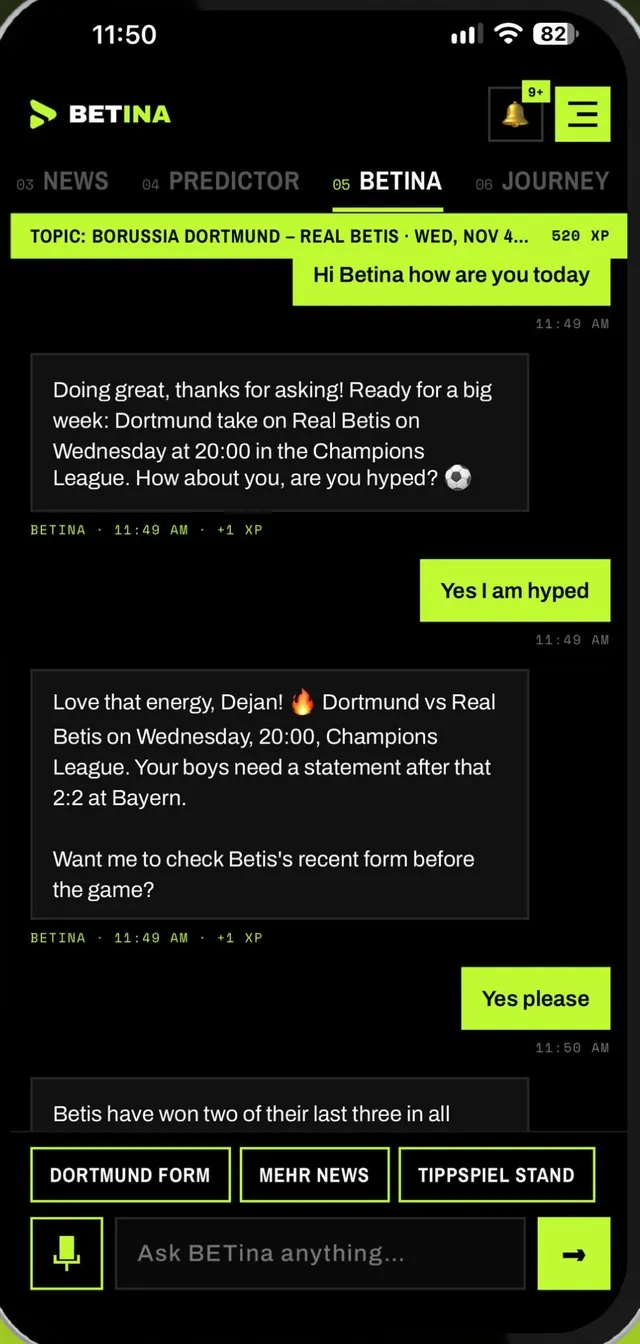 11:50
82
BETINA
9+
03 NEWS 04 PREDICTOR 05 BETINA 06 JOURNEY
TOPIC: BORUSSIA DORTMUND – REAL BETIS · WED, NOV 4... 520 XP
Hi Betina how are you today
11:49 AM
Doing great, thanks for asking! Ready for a big
week: Dortmund take on Real Betis on
Wednesday at 20:00 in the Champions
League. How about you, are you hyped? ⚽
BETINA · 11:49 AM · +1 XP
Yes I am hyped
11:49 AM
Love that energy, Dejan! 🔥 Dortmund vs Real
Betis on Wednesday, 20:00, Champions
League. Your boys need a statement after that
2:2 at Bayern.
Want me to check Betis's recent form before
the game?
BETINA · 11:49 AM · +1 XP
Yes please
11:50 AM
Betis have won two of their last three in all
DORTMUND FORM MEHR NEWS TIPPSPIEL STAND
Ask BETina anything...